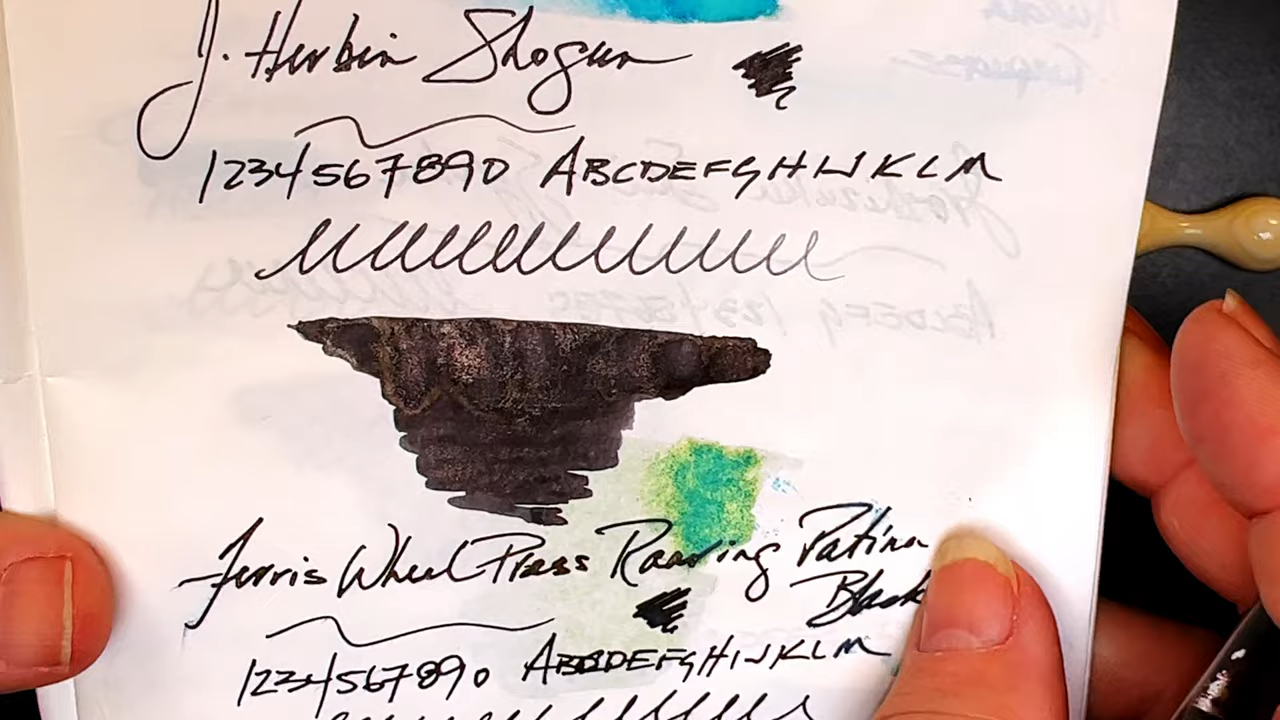 J. Herbin Shogun
1234567890 ABCDEFGHIJKLM
Ferris Wheel Press Roaring Patina
Black
1234567890 ABCDEFGHIJKLM